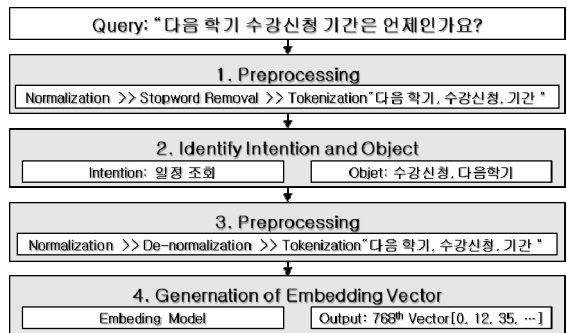 Query: “다음 학기 수강신청 기간은 언제인가요?
1. Preprocessing
Normalization >> Stopword Removal >> Tokenization“다음 학기, 수강신청, 기간 "
2. Identify Intention and Object
Intention: 일정 조회
Objet: 수강신청, 다음학기
3. Preprocessing
Normalization >> De-normalization >> Tokenization“다음 학기, 수강신청, 기간 "
4. Genernation of Embedding Vector
Embeding Model
Output: 768th Vector[0, 12, 35, ⋯]